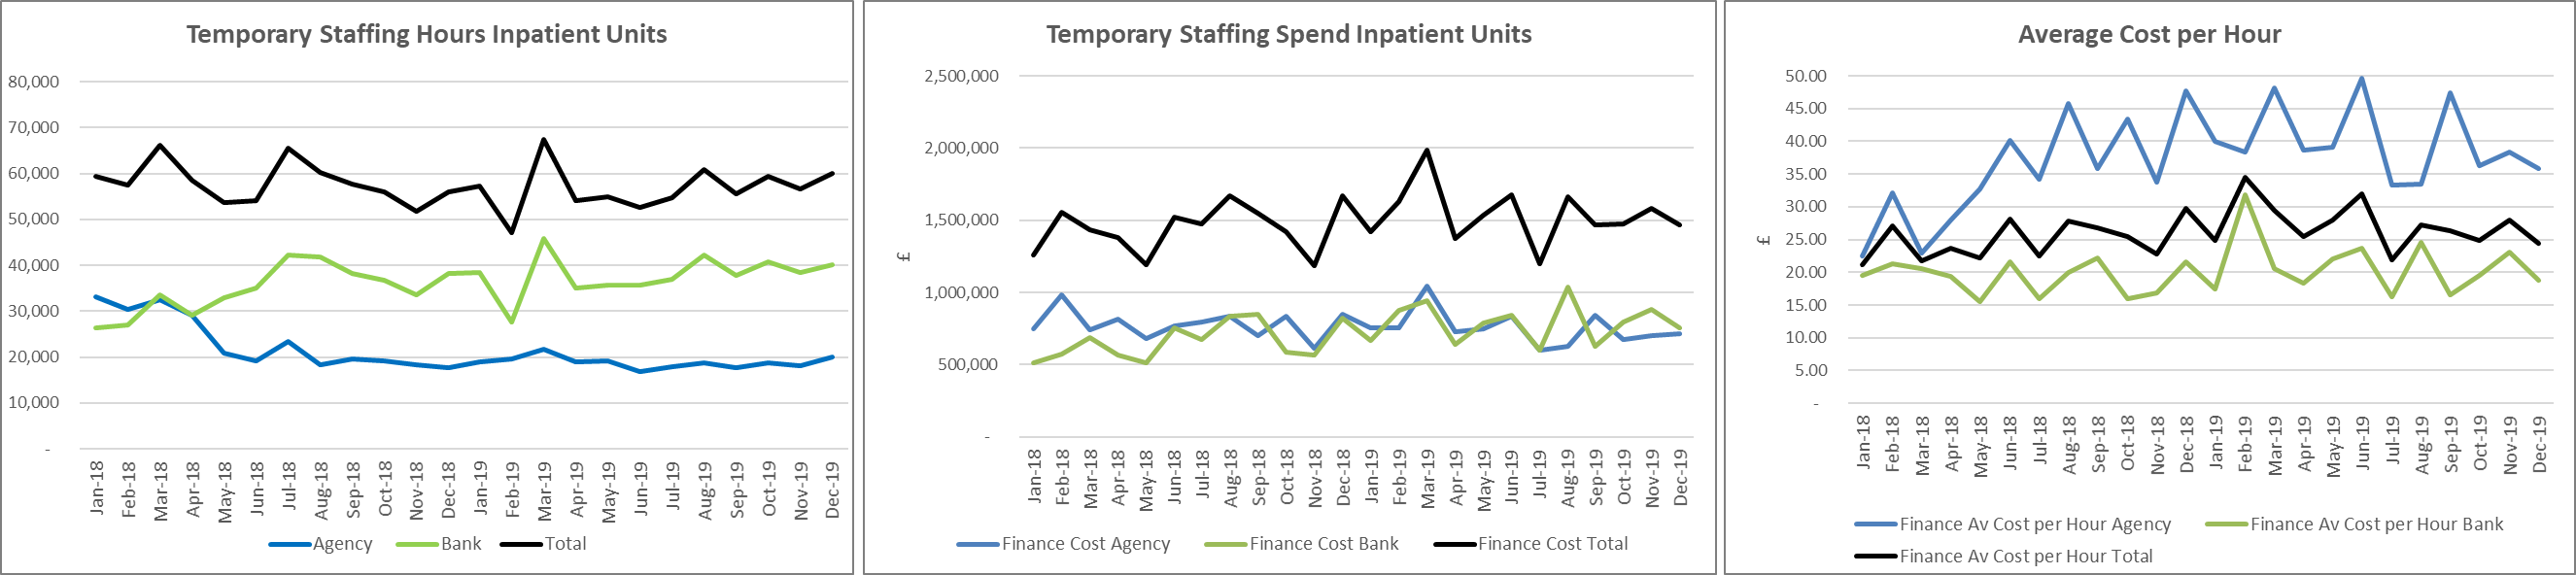 Temporary Staffing Hours Inpatient Units
80,000
70,000
60,000
50,000
40,000
30,000
20,000
10,000
-
Jan-18
Feb-18
Mar-18
Apr-18
May-18
Jun-18
Jul-18
Aug-18
Sep-18
Oct-18
Nov-18
Dec-18
Jan-19
Feb-19
Mar-19
Apr-19
May-19
Jun-19
Jul-19
Aug-19
Sep-19
Oct-19
Nov-19
Dec-19
Agency Bank Total
Temporary Staffing Spend Inpatient Units
£
2,500,000
2,000,000
1,500,000
1,000,000
500,000
-
Jan-18
Feb-18
Mar-18
Apr-18
May-18
Jun-18
Jul-18
Aug-18
Sep-18
Oct-18
Nov-18
Dec-18
Jan-19
Feb-19
Mar-19
Apr-19
May-19
Jun-19
Jul-19
Aug-19
Sep-19
Oct-19
Nov-19
Dec-19
Finance Cost Agency Finance Cost Bank Finance Cost Total
Average Cost per Hour
£
50.00
45.00
40.00
35.00
30.00
25.00
20.00
15.00
10.00
5.00
-
Jan-18
Feb-18
Mar-18
Apr-18
May-18
Jun-18
Jul-18
Aug-18
Sep-18
Oct-18
Nov-18
Dec-18
Jan-19
Feb-19
Mar-19
Apr-19
May-19
Jun-19
Jul-19
Aug-19
Sep-19
Oct-19
Nov-19
Dec-19
Finance Av Cost per Hour Agency Finance Av Cost per Hour Bank
Finance Av Cost per Hour Total